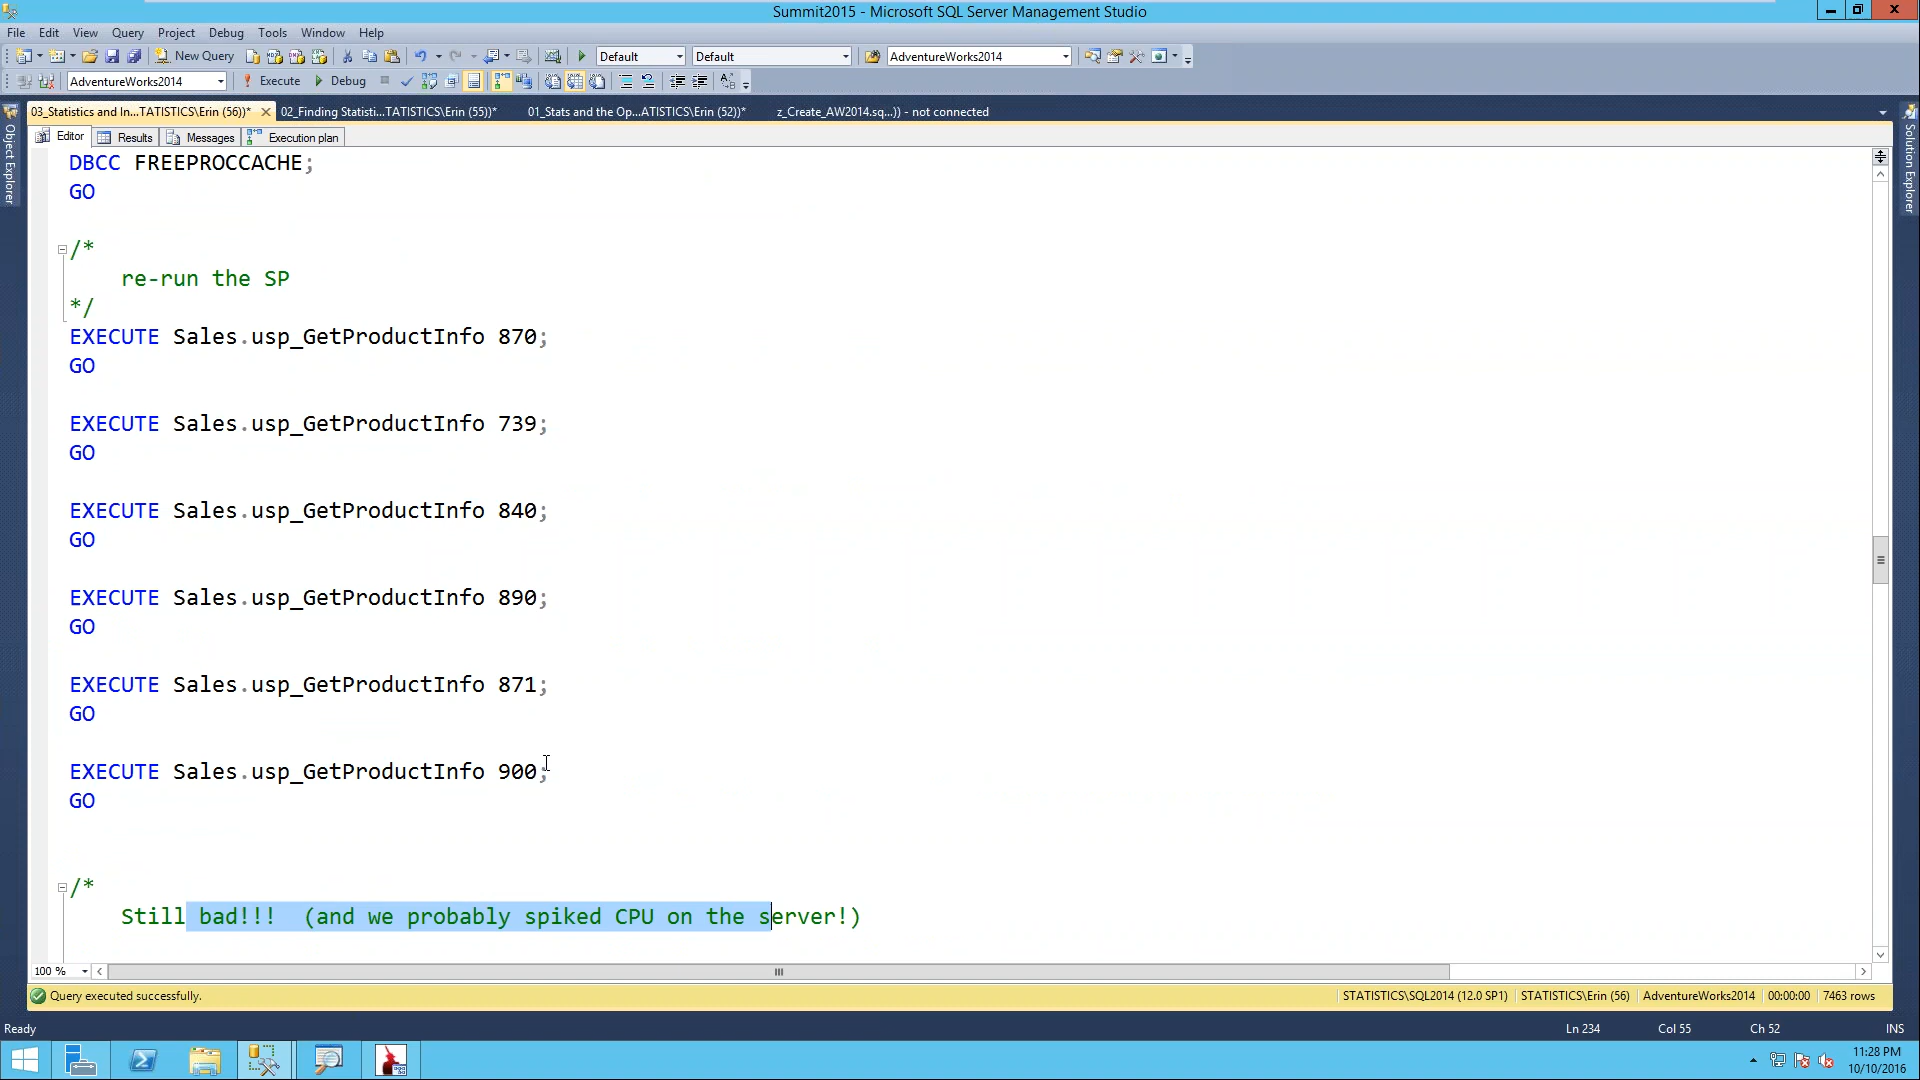 Summit2015 - Microsoft SQL Server Management Studio
File Edit View Query Project Debug Tools Window Help
New Query Default Default AdventureWorks2014
AdventureWorks2014 Execute Debug
03_Statistics and In...TATISTICS\Erin (56))* 02_Finding Statisti...TATISTICS\Erin (55))* 01_Stats and the Op...ATISTICS\Erin (52))* z_Create_AW2014.sq...)) - not connected
Editor Results Messages Execution plan
Object Explorer
Solution Explorer
DBCC FREEPROCCACHE;
GO
/*
re-run the SP
*/
EXECUTE Sales.usp_GetProductInfo 870;
GO
EXECUTE Sales.usp_GetProductInfo 739;
GO
EXECUTE Sales.usp_GetProductInfo 840;
GO
EXECUTE Sales.usp_GetProductInfo 890;
GO
EXECUTE Sales.usp_GetProductInfo 871;
GO
EXECUTE Sales.usp_GetProductInfo 900;
GO
/*
Still bad!!! (and we probably spiked CPU on the server!)
100 %
Query executed successfully. STATISTICS\SQL2014 (12.0 SP1) STATISTICS\Erin (56) AdventureWorks2014 00:00:00 7463 rows
Ready Ln 234 Col 55 Ch 52 INS
11:28 PM
10/10/2016